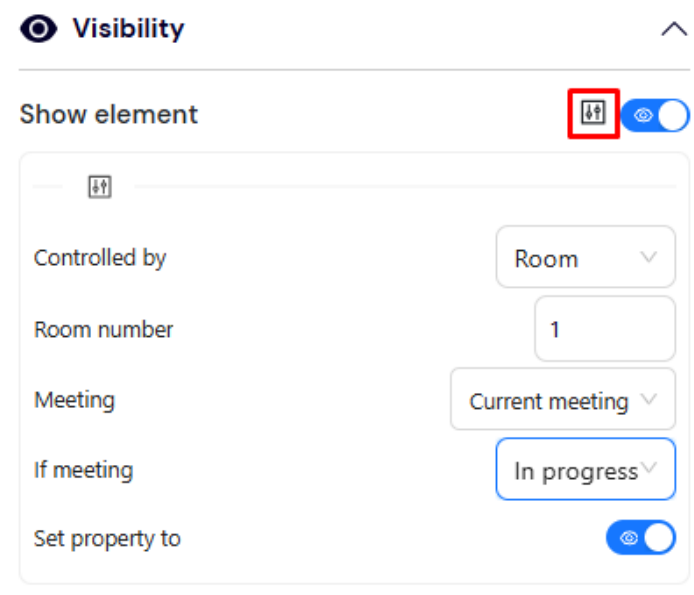 Visibility
Show element
Controlled by Room
Room number 1
Meeting Current meeting
If meeting In progress
Set property to